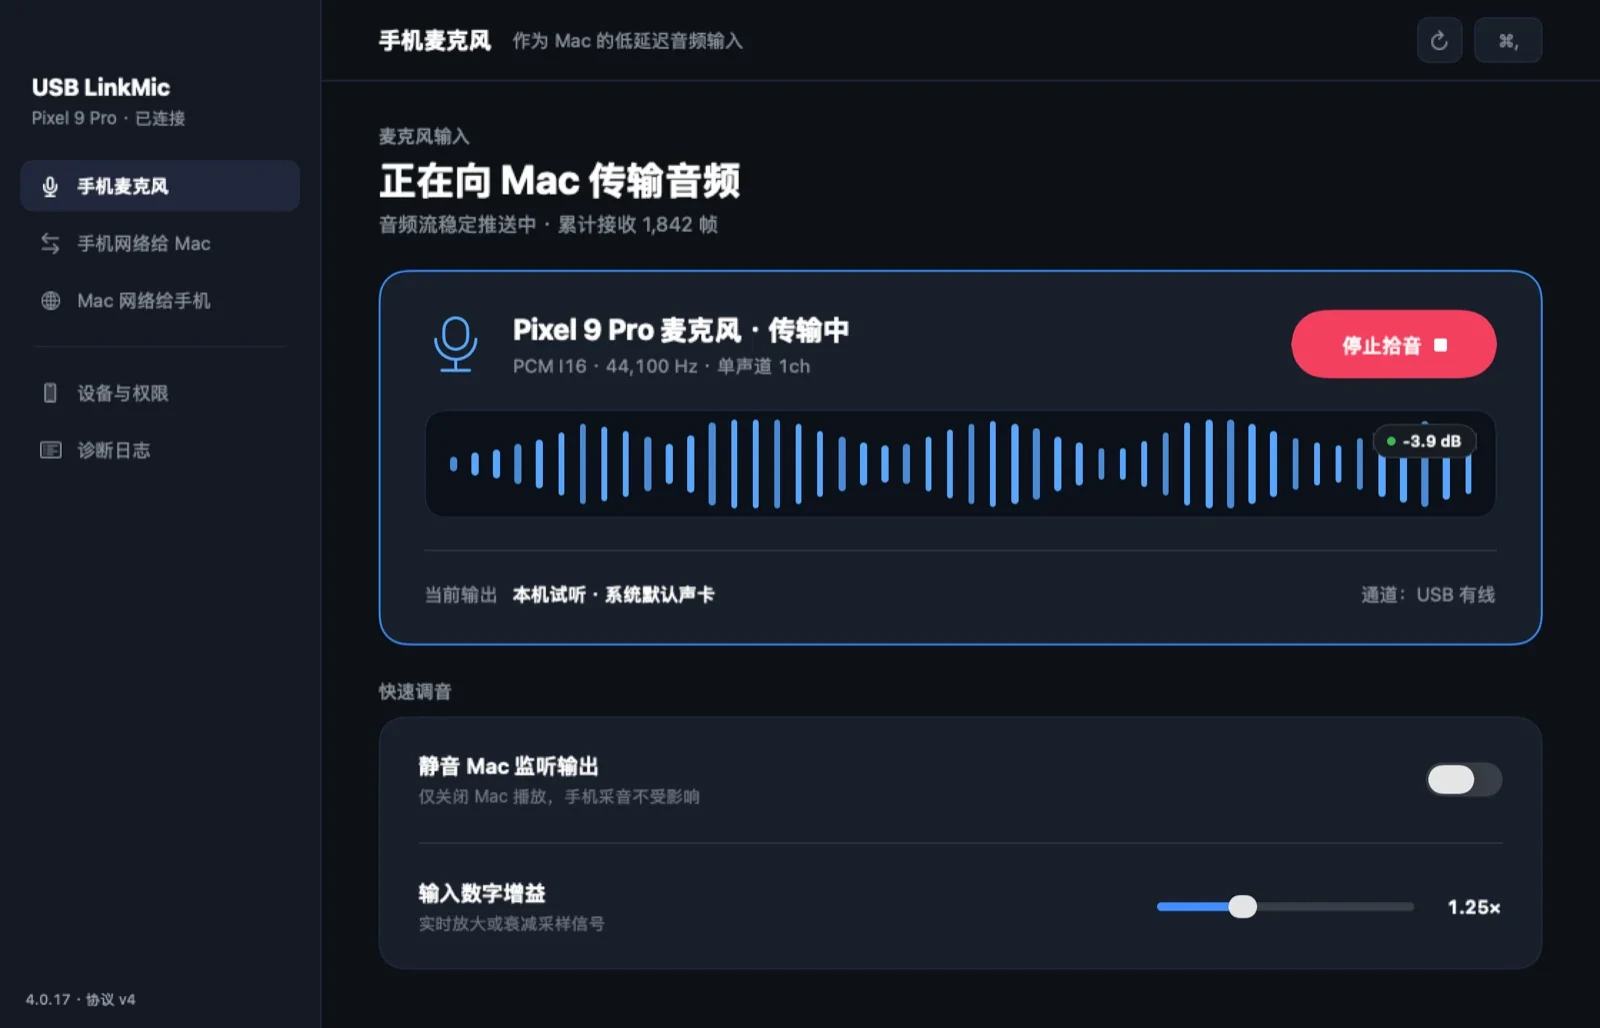 USB LinkMic
Pixel 9 Pro · 已连接
手机麦克风
手机网络给 Mac
Mac 网络给手机
设备与权限
诊断日志
4.0.17 · 协议 v4
手机麦克风 作为 Mac 的低延迟音频输入
⌘,
麦克风输入
正在向 Mac 传输音频
音频流稳定推送中 · 累计接收 1,842 帧
Pixel 9 Pro 麦克风 · 传输中
PCM I16 · 44,100 Hz · 单声道 1ch
停止拾音
-3.9 dB
当前输出 本机试听 · 系统默认声卡
通道：USB 有线
快速调音
静音 Mac 监听输出
仅关闭 Mac 播放，手机采音不受影响
输入数字增益
实时放大或衰减采样信号
1.25×